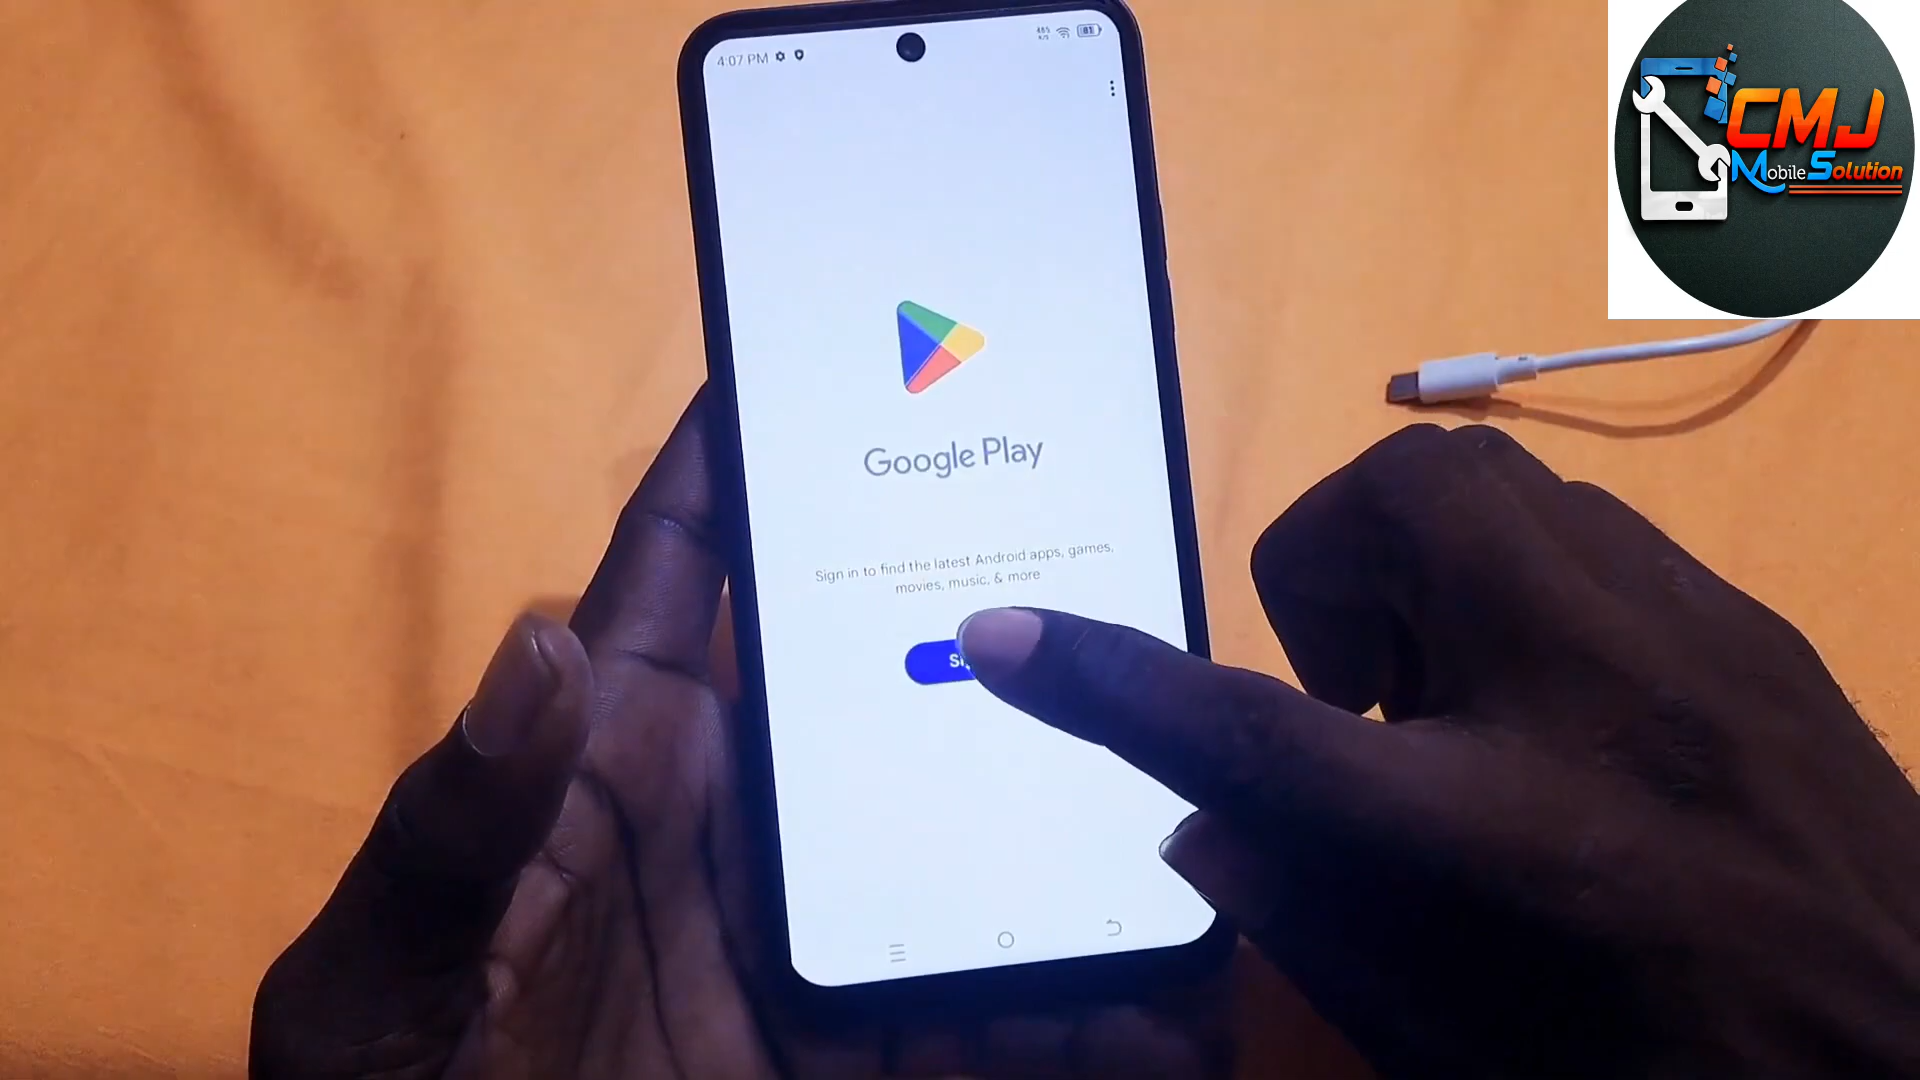 4:07 PM
CMJ
Mobile Solution
Google Play
Sign in to find the latest Android apps, games,
movies, music, & more